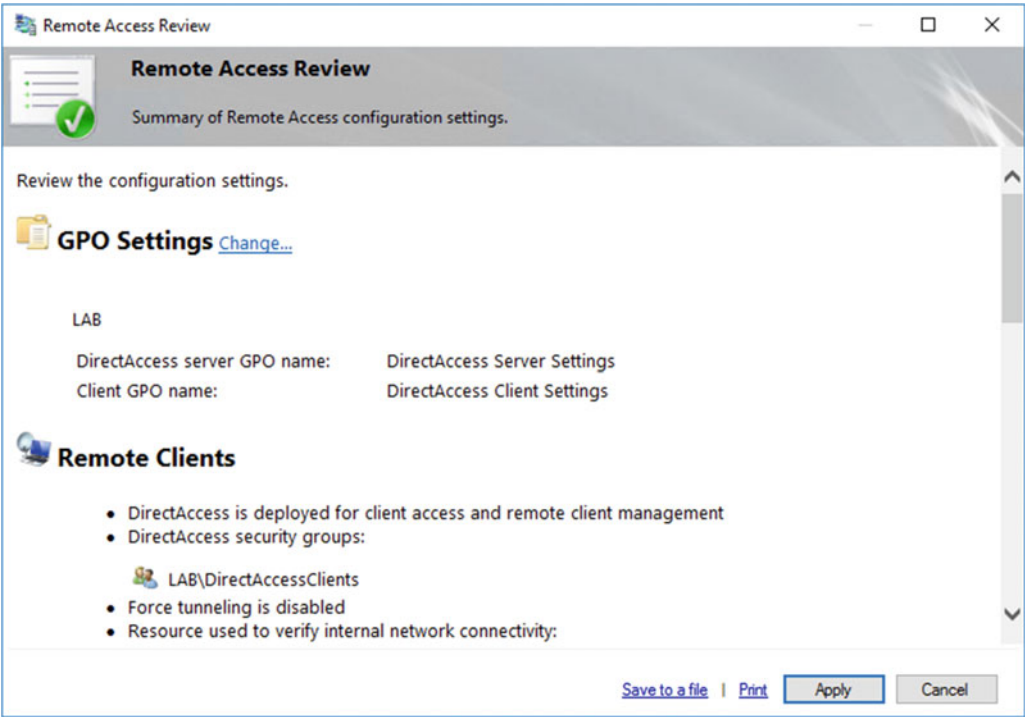 Remote Access Review
Remote Access Review
Summary of Remote Access configuration settings.
Review the configuration settings.
GPO Settings Change...
LAB
DirectAccess server GPO name: DirectAccess Server Settings
Client GPO name: DirectAccess Client Settings
Remote Clients
• DirectAccess is deployed for client access and remote client management
• DirectAccess security groups:
LAB\DirectAccessClients
• Force tunneling is disabled
• Resource used to verify internal network connectivity:
Save to a file | Print Apply Cancel